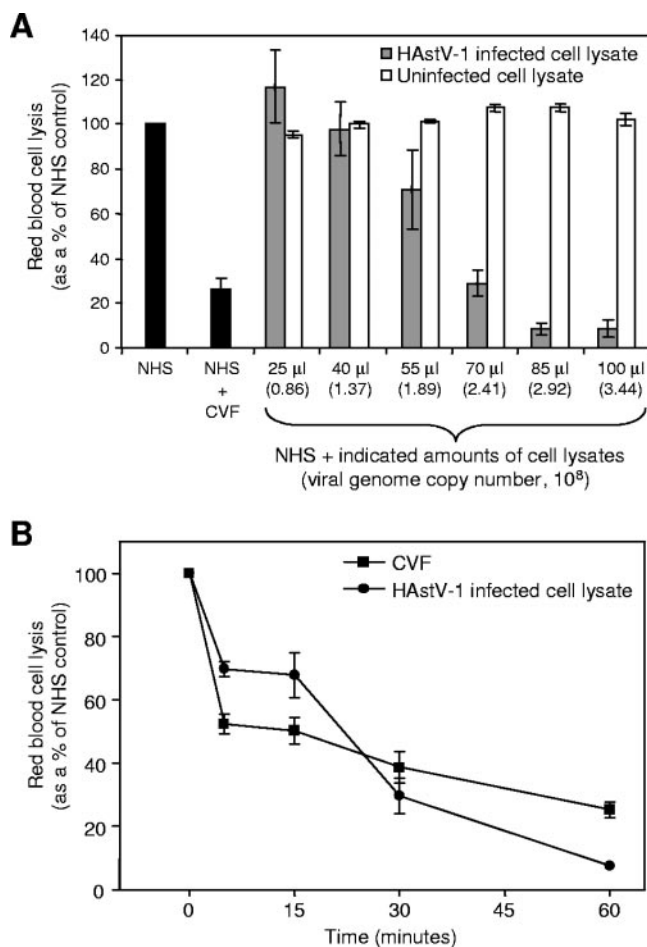 A
Red blood cell lysis
(as a % of NHS control)
140
120
100
80
60
40
20
0
HAstV-1 infected cell lysate
Uninfected cell lysate
NHS
NHS
+
CVF
25 µl 40 µl 55 µl 70 µl 85 µl 100 µl
(0.86) (1.37) (1.89) (2.41) (2.92) (3.44)
NHS + indicated amounts of cell lysates
(viral genome copy number, 10⁸)
B
Red blood cell lysis
(as a % of NHS control)
100
80
60
40
20
0
CVF
HAstV-1 infected cell lysate
0 15 30 45 60
Time (minutes)